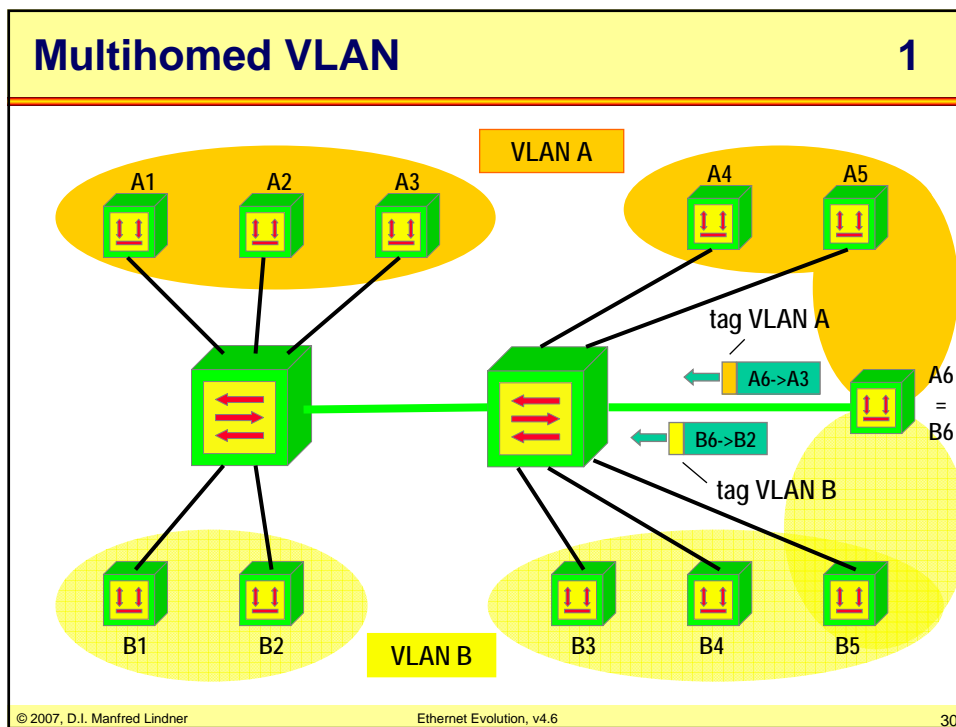 Multihomed VLAN 1
VLAN A
A1
A2
A3
A4
A5
tag VLAN A
A6->A3
A6
=
B6
B6->B2
tag VLAN B
B1
B2
VLAN B
B3
B4
B5
© 2007, D.I. Manfred Lindner Ethernet Evolution, v4.6 30